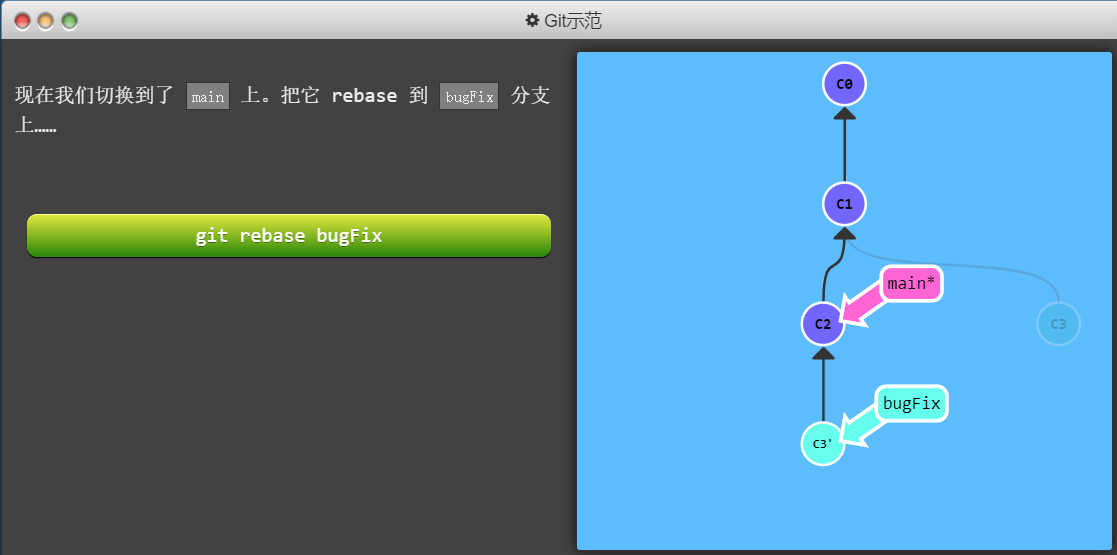 Git示范
现在我们切换到了 main 上。把它 rebase 到 bugFix 分支
上……
git rebase bugFix
C0
C1
main*
C2
C3
bugFix
C3'